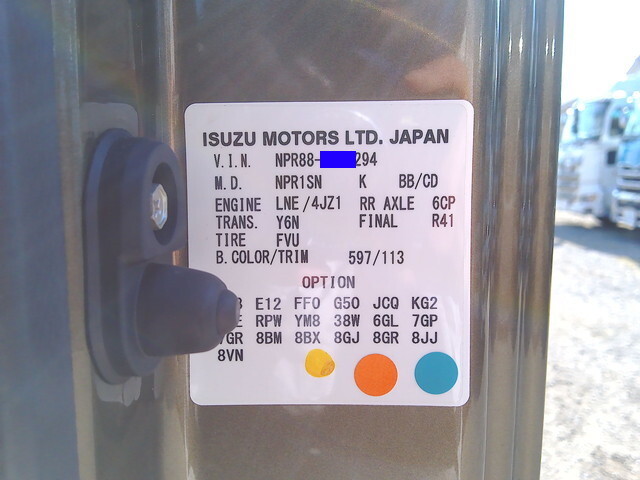 ISUZU MOTORS LTD. JAPAN
V.I.N. NPR88- 294
M.D. NPR1SN K BB/CD
ENGINE LNE/4JZ1 RR AXLE 6CP
TRANS. Y6N FINAL R41
TIRE FVU
B.COLOR/TRIM 597/113
OPTION
E12 FF0 G50 JCQ KG2
RPW YM8 38W 6GL 7GP
7GR 8BM 8BX 8GJ 8GR 8JJ
8VN